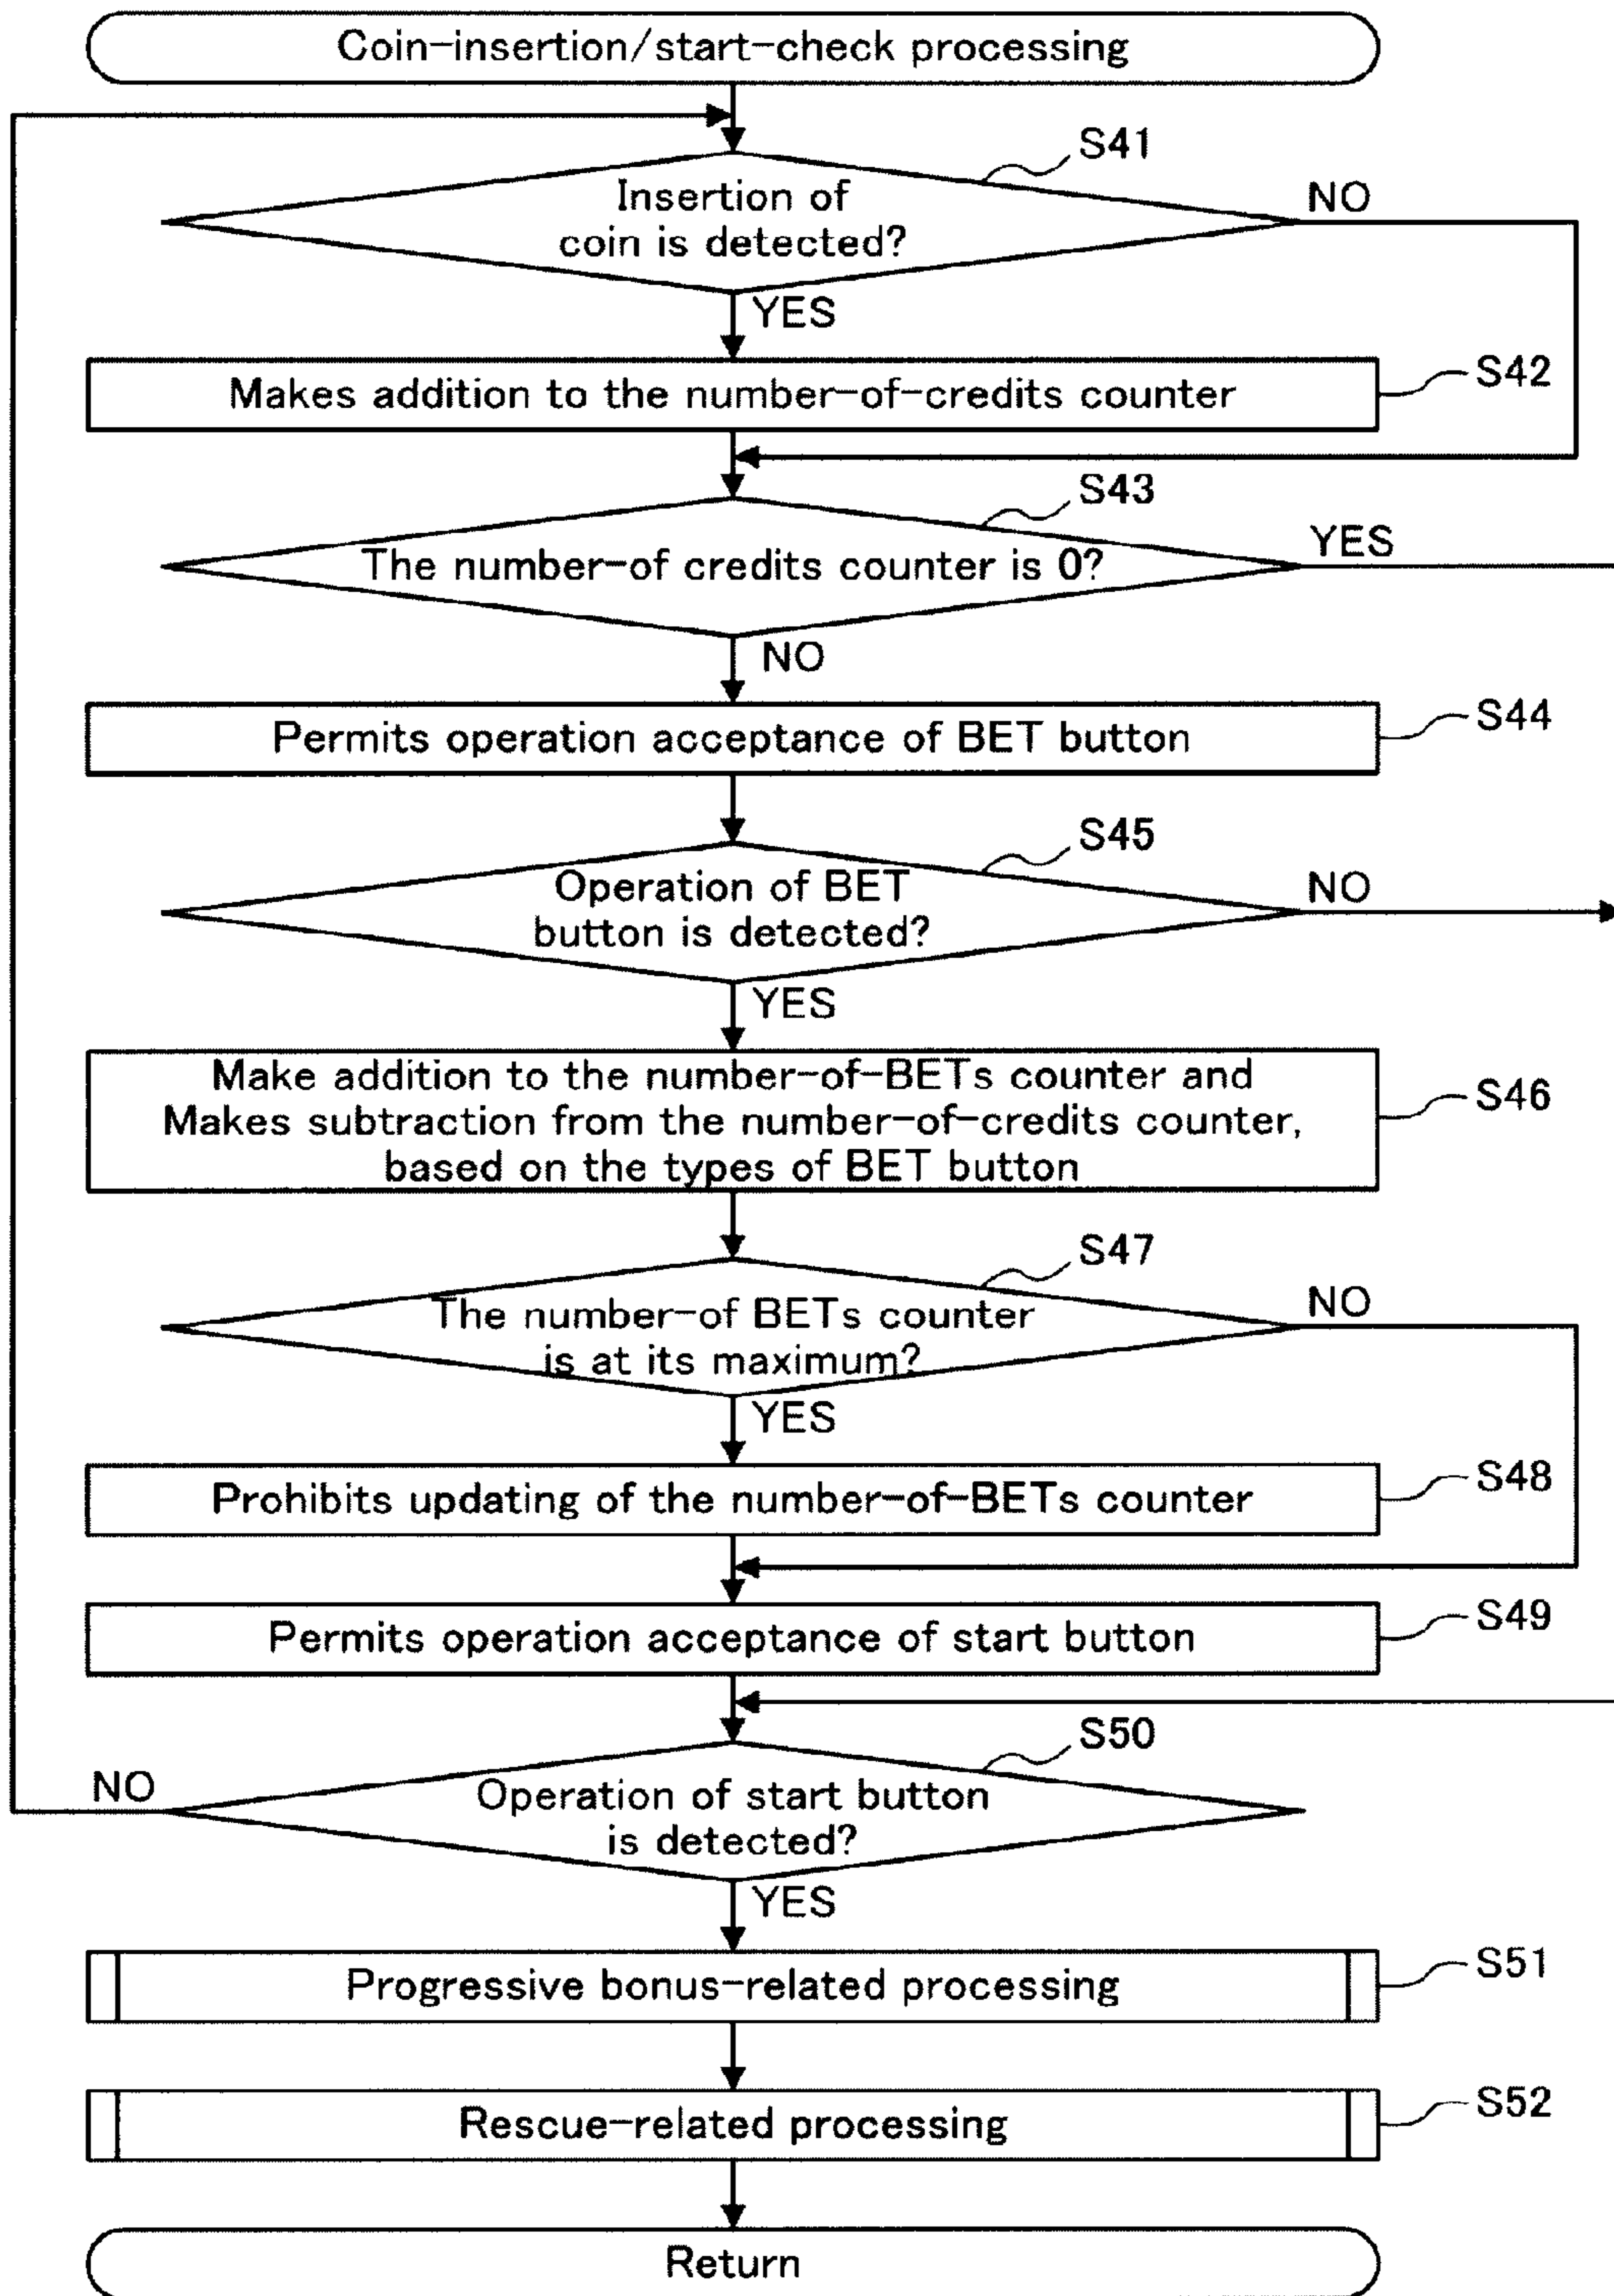 Coin-insertion/start-check processing
S41
Insertion of
coin is detected?
NO
YES
Makes addition to the number-of-credits counter
S42
S43
The number-of credits counter is 0?
YES
NO
Permits operation acceptance of BET button
S44
S45
Operation of BET
button is detected?
NO
YES
Make addition to the number-of-BETs counter and
Makes subtraction from the number-of-credits counter,
based on the types of BET button
S46
S47
The number-of BETs counter
is at its maximum?
NO
YES
Prohibits updating of the number-of-BETs counter
S48
Permits operation acceptance of start button
S49
S50
NO
Operation of start button
is detected?
YES
Progressive bonus-related processing
S51
Rescue-related processing
S52
Return